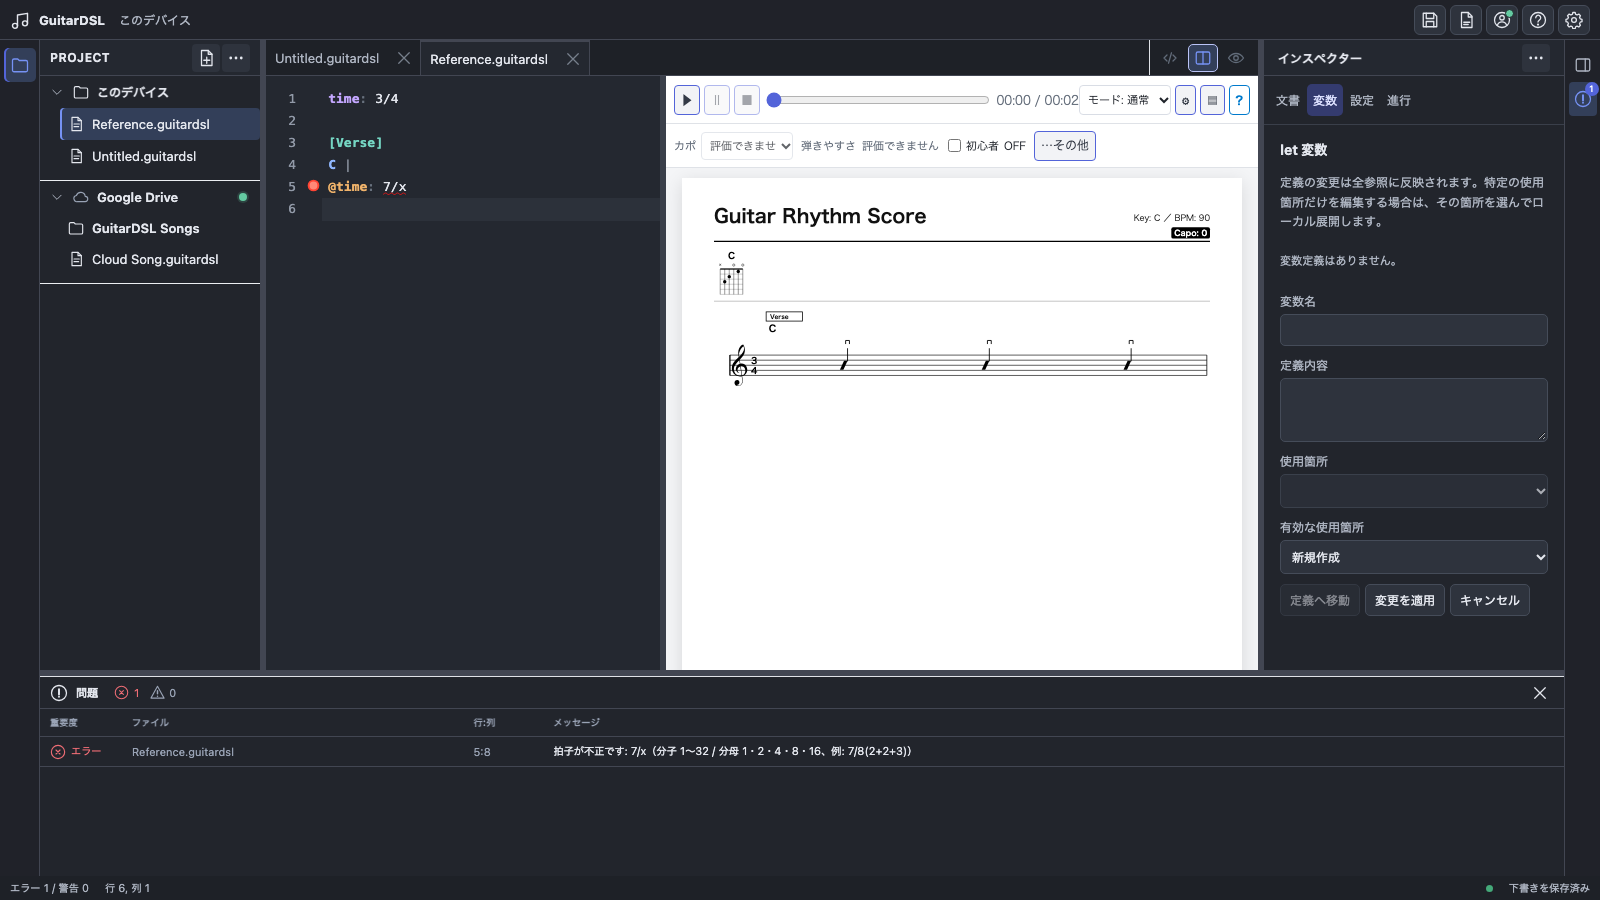 GuitarDSL このデバイス
PROJECT
このデバイス
Reference.guitardsl
Untitled.guitardsl
Google Drive
GuitarDSL Songs
Cloud Song.guitardsl
Untitled.guitardsl
Reference.guitardsl
1 time: 3/4
2
3 [Verse]
4 C |
5 @time: 7/x
6
00:00 / 00:02
モード: 通常
?
カポ 評価できませ 弾きやすさ 評価できません 初心者 OFF …その他
Guitar Rhythm Score
Key: C / BPM: 90
Capo: 0
C
Verse
C
3
4
インスペクター
文書 変数 設定 進行
let 変数
定義の変更は全参照に反映されます。特定の使用
箇所だけを編集する場合は、その箇所を選んでロ
ーカル展開します。
変数定義はありません。
変数名
定義内容
使用箇所
有効な使用箇所
新規作成
定義へ移動 変更を適用 キャンセル
1
問題 1 0
重要度 ファイル 行:列 メッセージ
エラー Reference.guitardsl 5:8 拍子が不正です: 7/x（分子 1〜32 / 分母 1・2・4・8・16、例: 7/8(2+2+3)）
エラー 1 / 警告 0 行 6, 列 1
下書きを保存済み